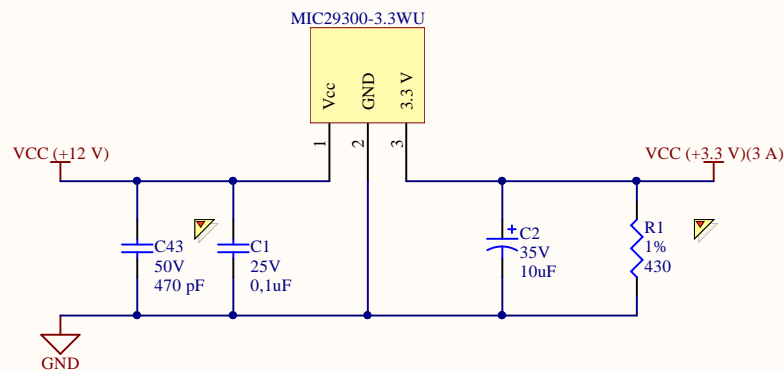 MIC29300-3.3WU
Vcc
GND
3.3 V
1
2
3
VCC (+12 V)
VCC (+3.3 V)(3 A)
C43
50V
470 pF
C1
25V
0,1uF
+
C2
35V
10uF
R1
1%
430
GND